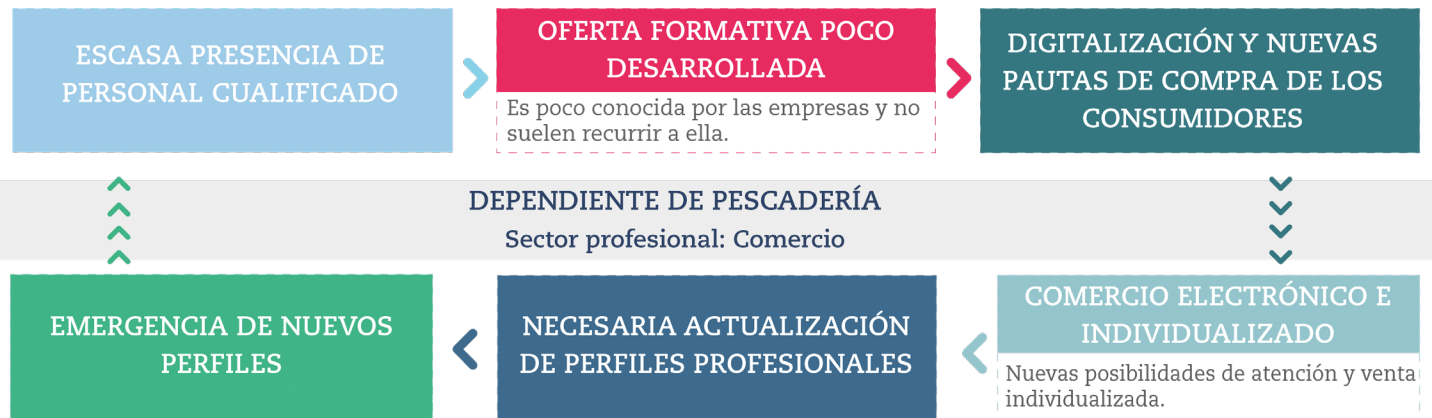 ESCASA PRESENCIA DE
PERSONAL CUALIFICADO
OFERTA FORMATIVA POCO
DESARROLLADA
Es poco conocida por las empresas y no
suelen recurrir a ella.
DIGITALIZACIÓN Y NUEVAS
PAUTAS DE COMPRA DE LOS
CONSUMIDORES
DEPENDIENTE DE PESCADERÍA
Sector profesional: Comercio
EMERGENCIA DE NUEVOS
PERFILES
NECESARIA ACTUALIZACIÓN
DE PERFILES PROFESIONALES
COMERCIO ELECTRÓNICO E
INDIVIDUALIZADO
Nuevas posibilidades de atención y venta
individualizada.